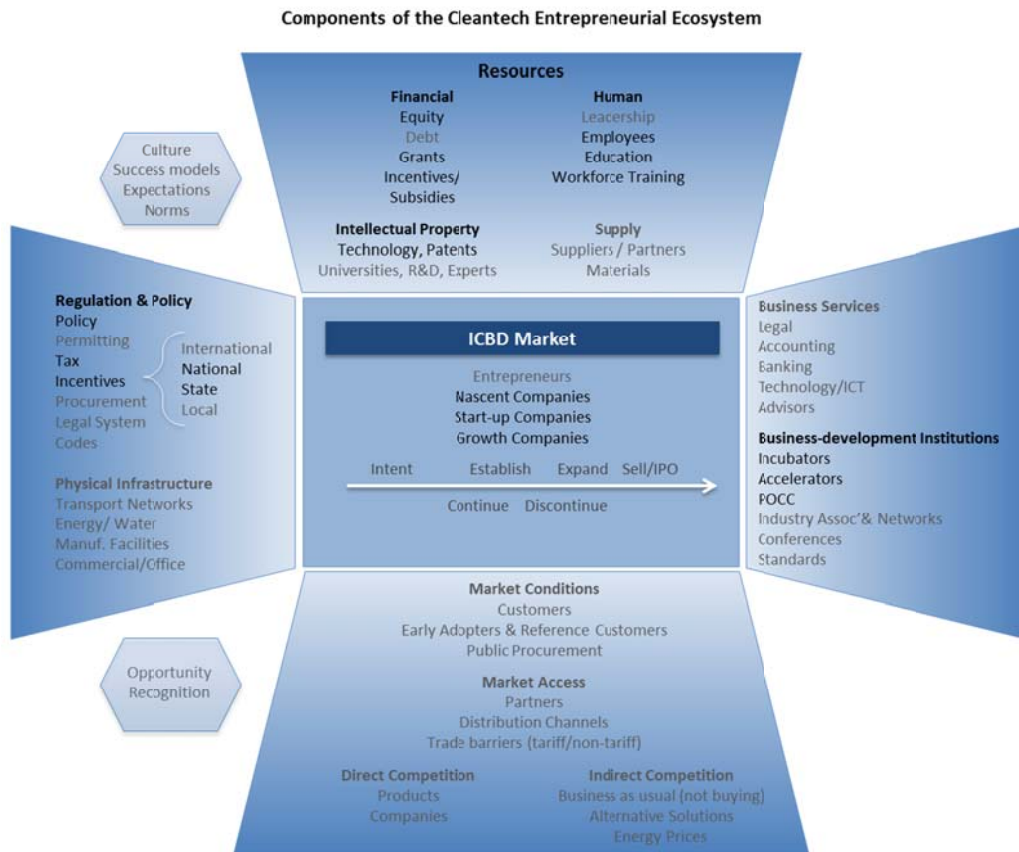 Components of the Cleantech Entrepreneurial Ecosystem
Resources
Financial
Equity
Debt
Grants
Incentives/
Subsidies
Human
Leacership
Employees
Education
Workforce Training
Intellectual Property
Technology, Patents
Universities, R&D, Experts
Supply
Suppliers / Partners
Materials
Culture
Success models
Expectations
Norms
Regulation & Policy
Policy
Permitting
Tax
Incentives
Procurement
Legal System
Codes
International
National
State
Local
Physical Infrastructure
Transport Networks
Energy/ Water
Manuf. Facilities
Commercial/Office
ICBD Market
Entrepreneurs
Nascent Companies
Start-up Companies
Growth Companies
Intent Establish Expand Sell/IPO
Continue Discontinue
Business Services
Legal
Accounting
Banking
Technology/ICT
Advisors
Business-development Institutions
Incubators
Accelerators
POCC
Industry Assoc'& Networks
Conferences
Standards
Opportunity
Recognition
Market Conditions
Customers
Early Adopters & Reference Customers
Public Procurement
Market Access
Partners
Distribution Channels
Trade barriers (tariff/non-tariff)
Direct Competition
Products
Companies
Indirect Competition
Business as usual (not buying)
Alternative Solutions
Energy Prices